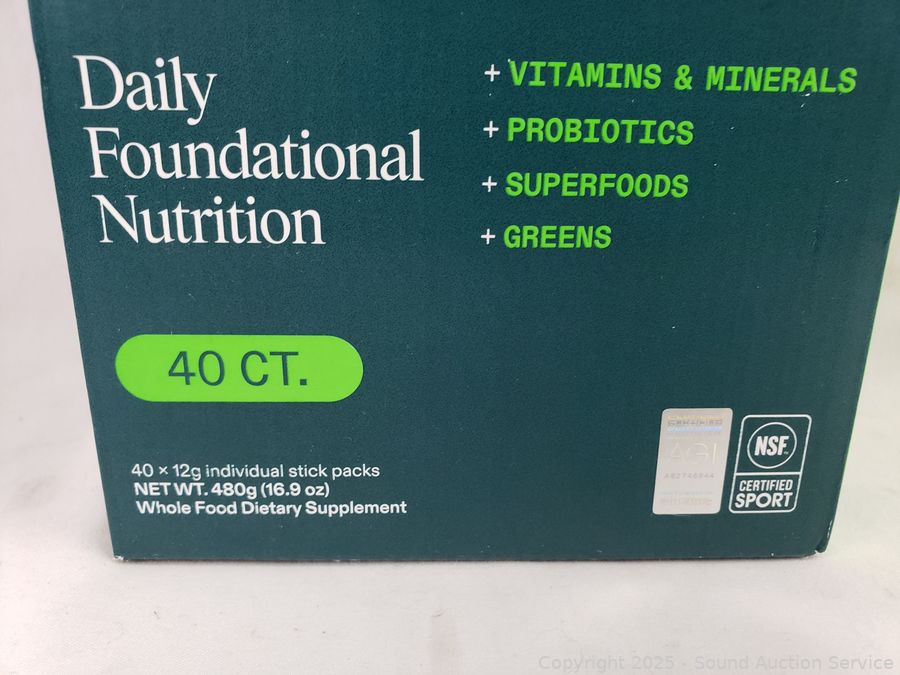 Daily
Foundational
Nutrition
+ VITAMINS & MINERALS
+ PROBIOTICS
+ SUPERFOODS
+ GREENS
40 CT.
40 × 12g individual stick packs
NET WT. 480g (16.9 oz)
Whole Food Dietary Supplement
CERTIFIED
AG1
NSF
CERTIFIED
SPORT
Copyright 2025 - Sound Auction Service